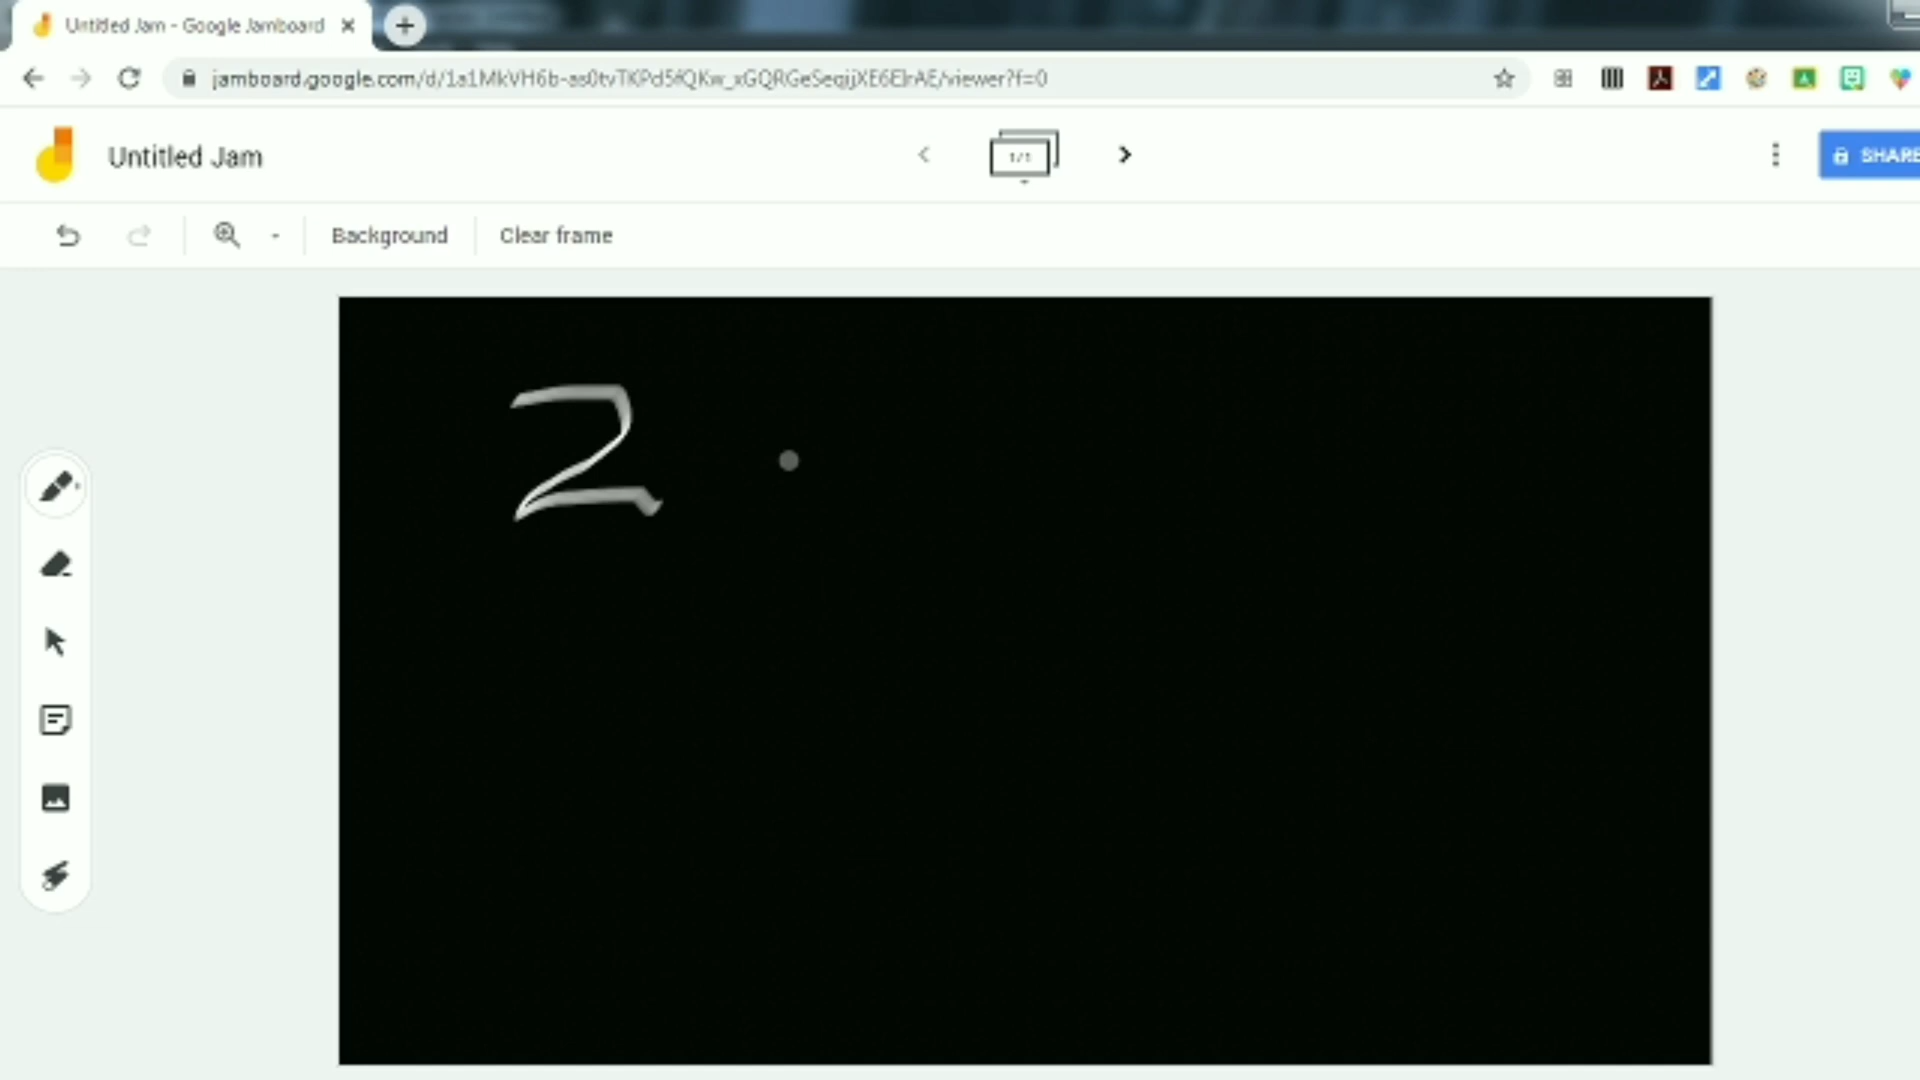 Untitled Jam - Google Jamboard
jamboard.google.com/d/1a1MkVH6b-as0tvTKPd5fQKw_xGQRGeSeqijXE6ElrAE/viewer?f=0
Untitled Jam
1/1
SHARE
Background
Clear frame
2